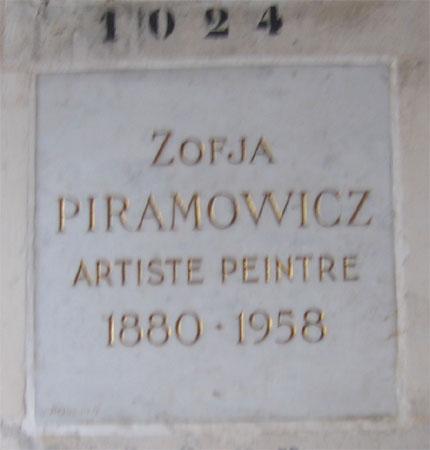 1024
ZOFJA
PIRAMOWICZ
ARTISTE PEINTRE
1880 · 1958